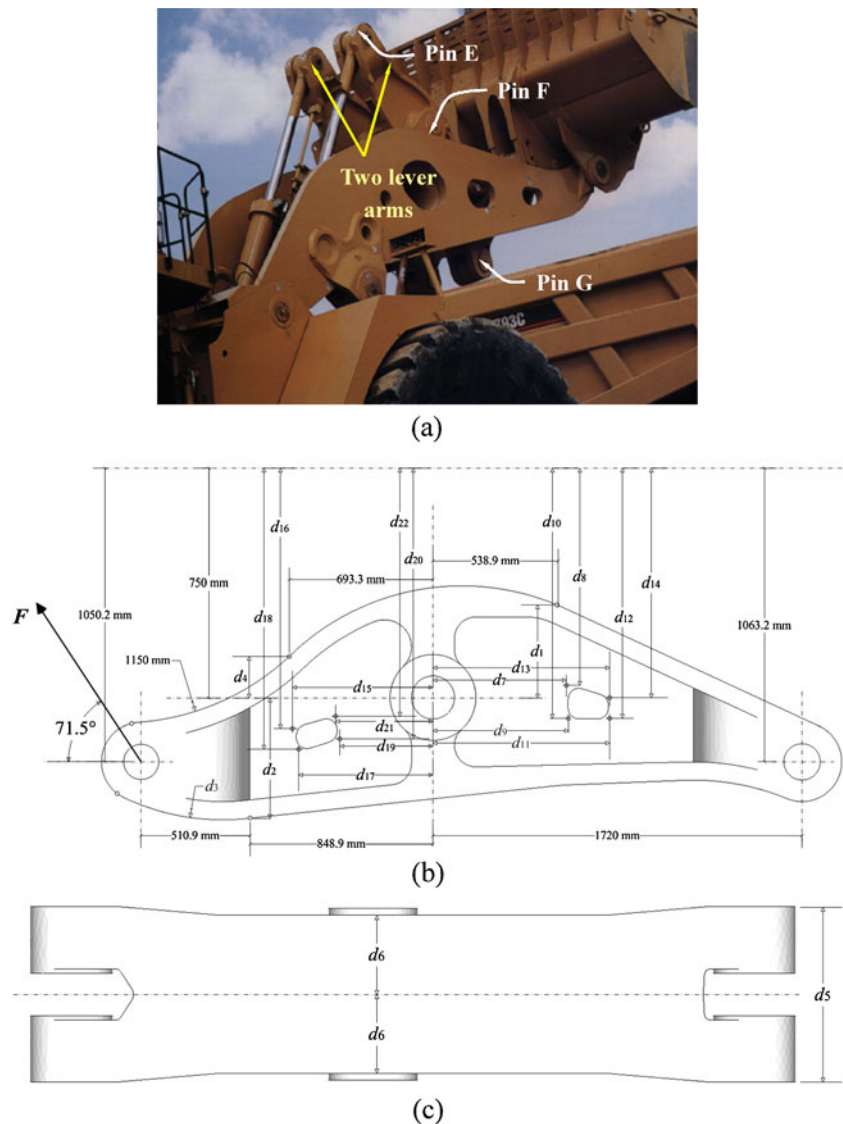 Pin E
Pin F
Two lever
arms
Pin G
793C
(a)
d16
d22
d10
d20
538.9 mm
d8
d14
750 mm
693.3 mm
1050.2 mm
d18
d12
1063.2 mm
F
1150 mm
d4
d1
d13
d7
d15
71.5°
d21
d9
d19
d11
d2
d17
d3
510.9 mm
848.9 mm
1720 mm
(b)
d6
d5
d6
(c)